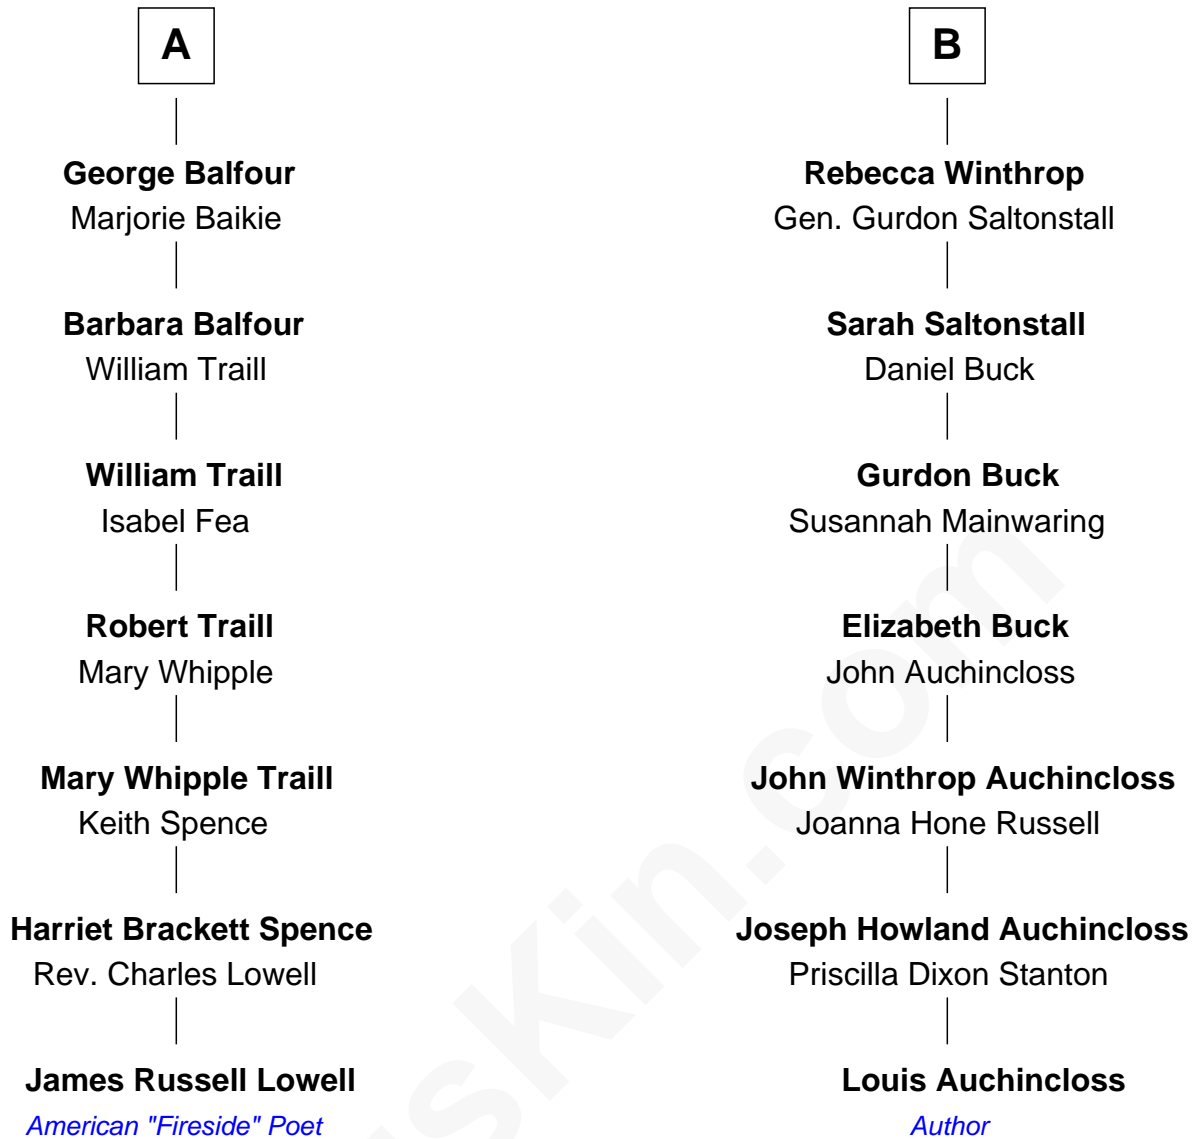 A
George Balfour
Marjorie Baikie
Barbara Balfour
William Traill
William Traill
Isabel Fea
Robert Traill
Mary Whipple
Mary Whipple Traill
Keith Spence
Harriet Brackett Spence
Rev. Charles Lowell
James Russell Lowell
American "Fireside" Poet
B
Rebecca Winthrop
Gen. Gurdon Saltonstall
Sarah Saltonstall
Daniel Buck
Gurdon Buck
Susannah Mainwaring
Elizabeth Buck
John Auchincloss
John Winthrop Auchincloss
Joanna Hone Russell
Joseph Howland Auchincloss
Priscilla Dixon Stanton
Louis Auchincloss
Author
sKin.com